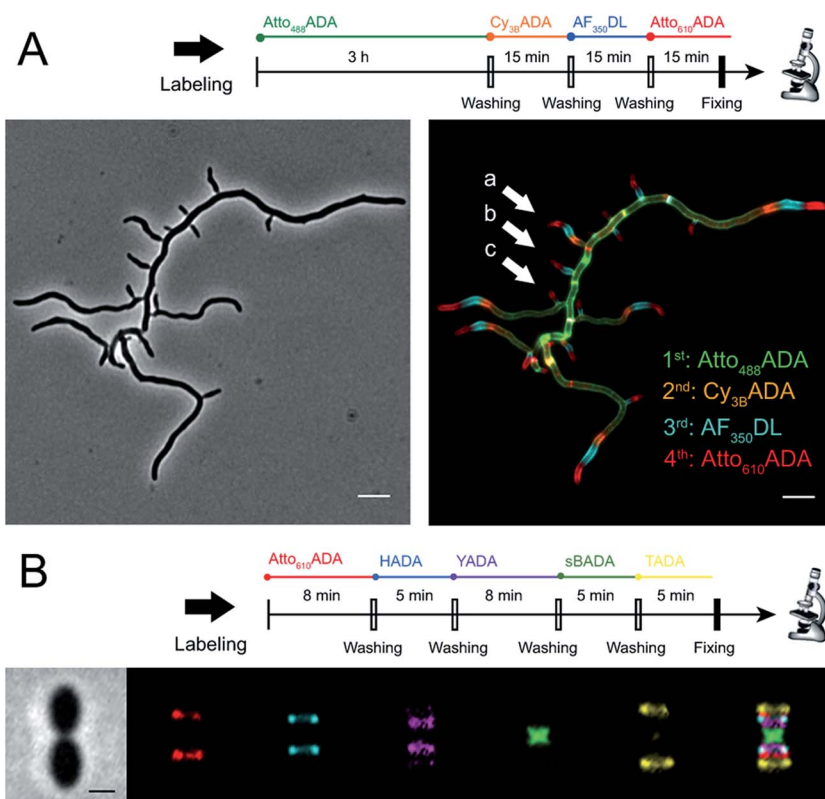 A
Atto488ADA Cy3BADA AF350DL Atto610ADA
3 h 15 min 15 min 15 min
Labeling
Washing Washing Washing Fixing
a
b
c
1st: Atto488ADA
2nd: Cy3BADA
3rd: AF350DL
4th: Atto610ADA
B
Atto610ADA HADA YADA sBADA TADA
8 min 5 min 8 min 5 min 5 min
Labeling
Washing Washing Washing Washing Fixing